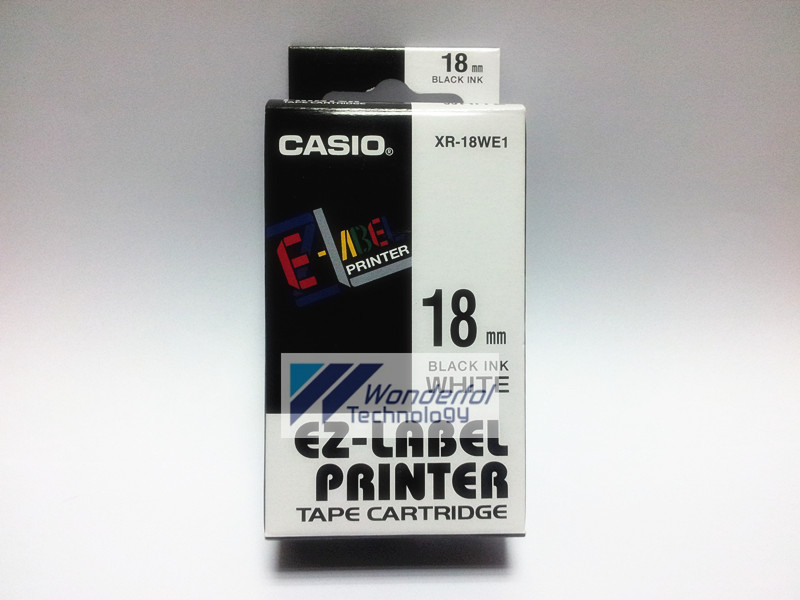 18 mm
BLACK INK
CASIO®
XR-18WE1
EZ-LABEL
PRINTER
18 mm
BLACK INK
WHITE
Wonderful
Technology
EZ-LABEL
PRINTER
TAPE CARTRIDGE